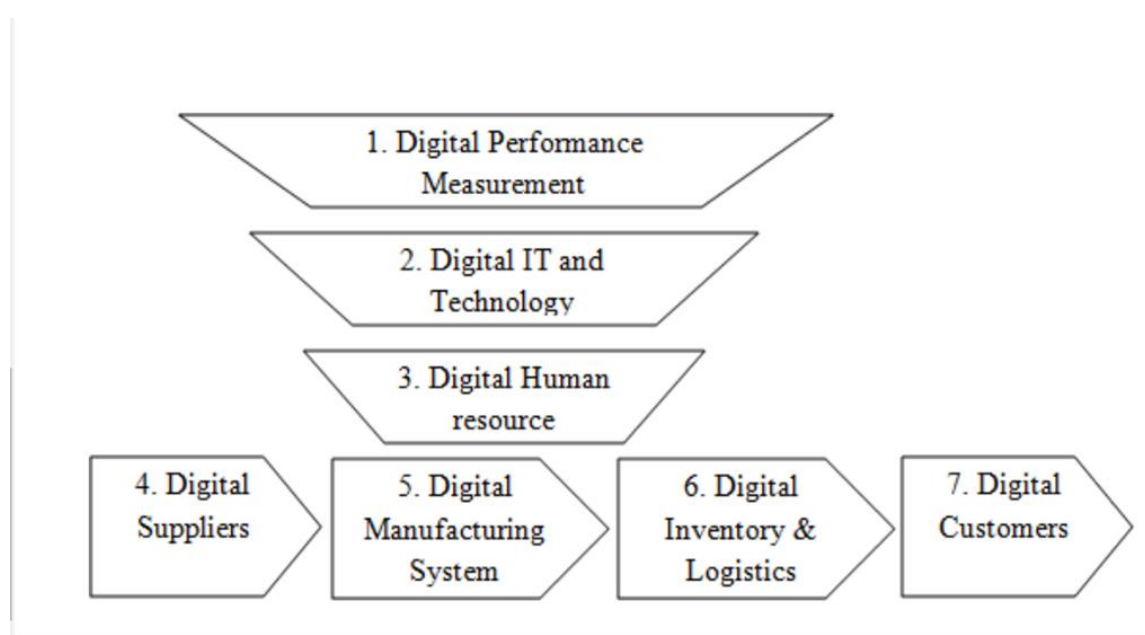 1. Digital Performance
Measurement
2. Digital IT and
Technology
3. Digital Human
resource
4. Digital
Suppliers
5. Digital
Manufacturing
System
6. Digital
Inventory &
Logistics
7. Digital
Customers